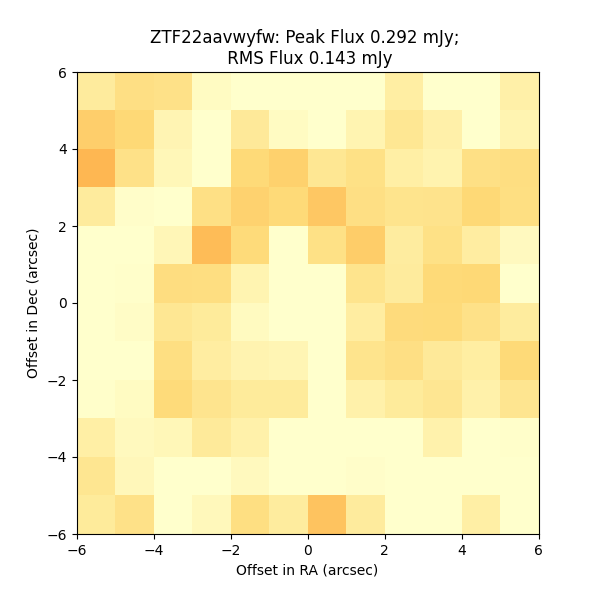 ZTF22aavwyfw: Peak Flux 0.292 mJy;
RMS Flux 0.143 mJy
6
4
2
0
−2
−4
−6
Offset in Dec (arcsec)
−6 −4 −2 0 2 4 6
Offset in RA (arcsec)